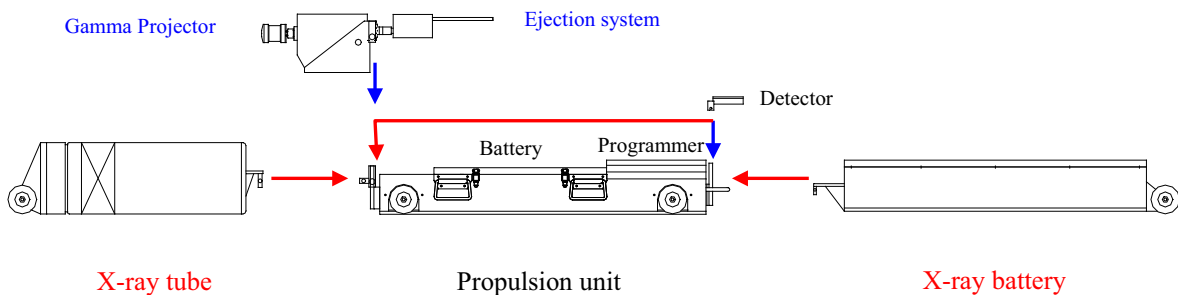 Gamma Projector
Ejection system
Detector
Battery
Programmer
X-ray tube
Propulsion unit
X-ray battery